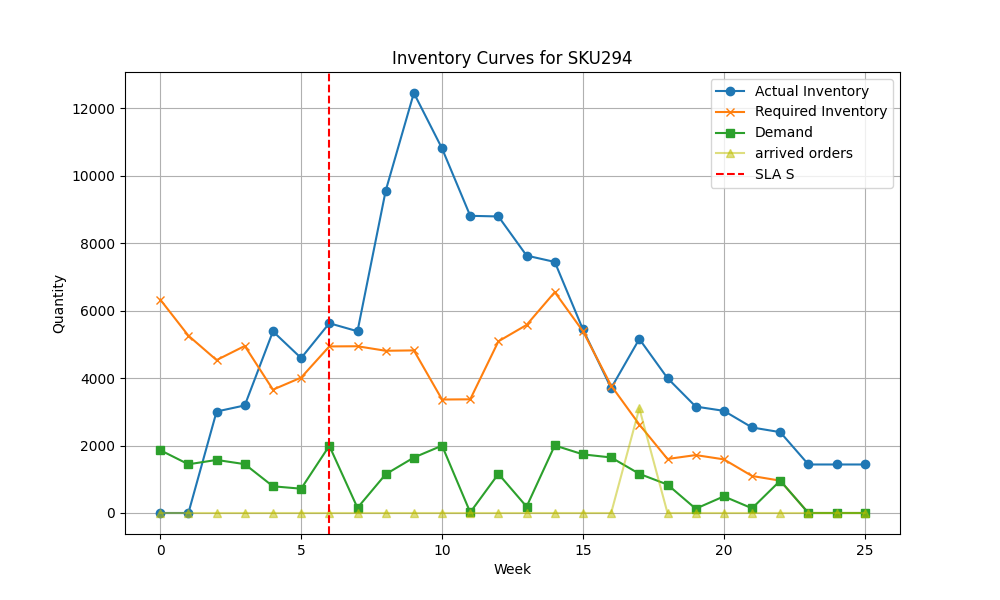 Inventory Curves for SKU294
Actual Inventory
Required Inventory
Demand
arrived orders
SLA S
Quantity
12000
10000
8000
6000
4000
2000
0
0 5 10 15 20 25
Week